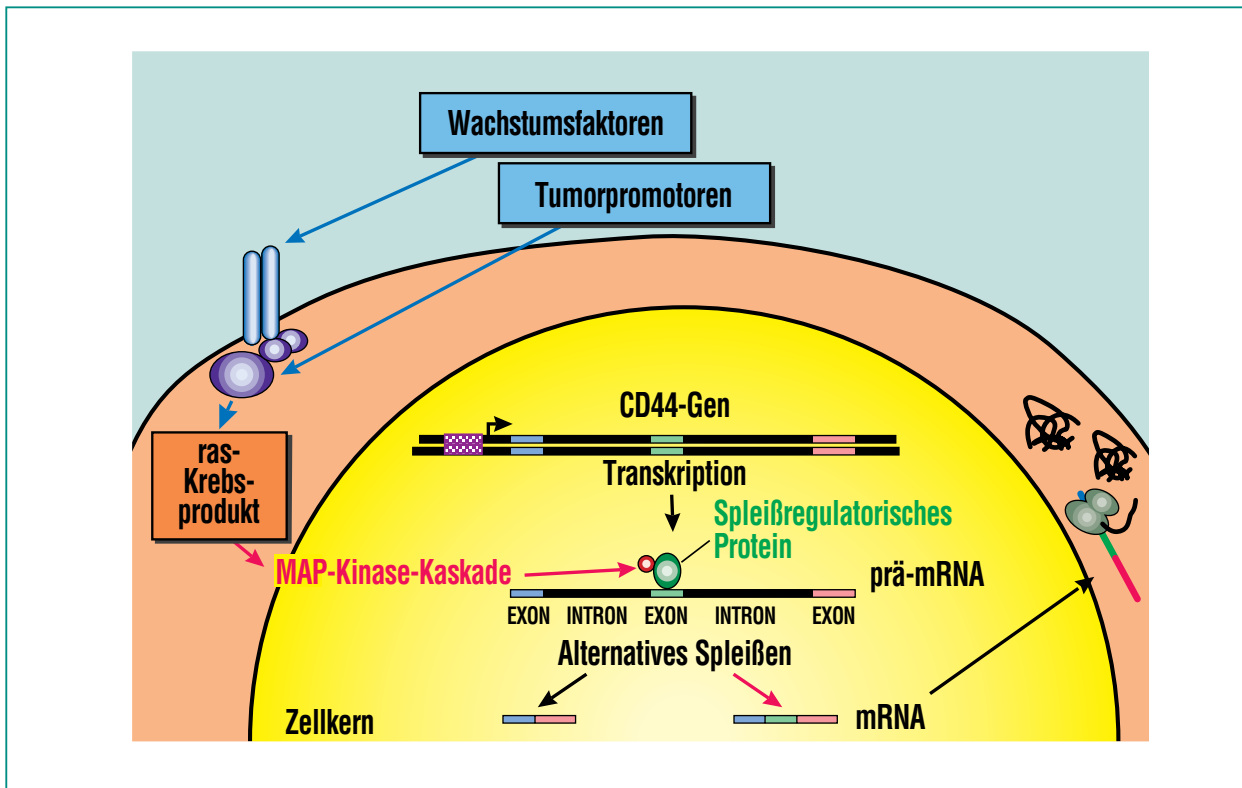 Wachstumsfaktoren
Tumorpromotoren
CD44-Gen
ras-
Krebs-
produkt
Transkription
Spleißregulatorisches
Protein
MAP-Kinase-Kaskade
prä-mRNA
EXON INTRON EXON INTRON EXON
Alternatives Spleißen
Zellkern
mRNA